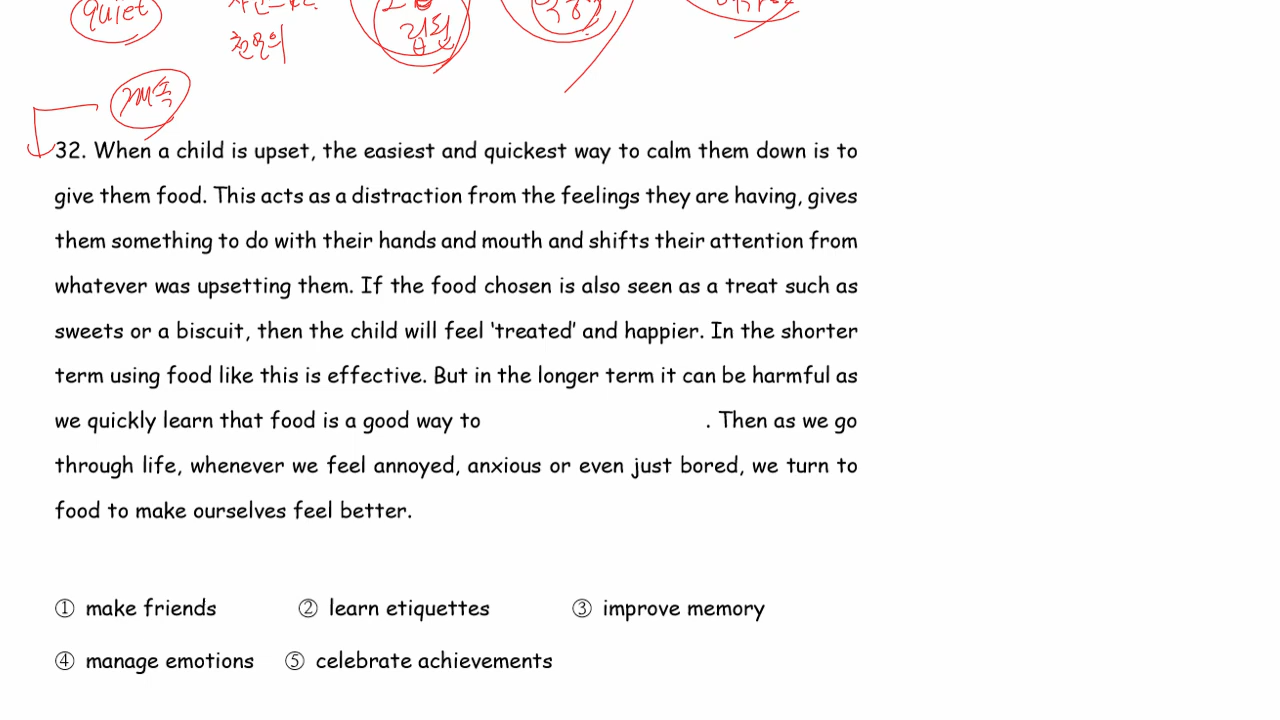 quiet
계속
32. When a child is upset, the easiest and quickest way to calm them down is to
give them food. This acts as a distraction from the feelings they are having, gives
them something to do with their hands and mouth and shifts their attention from
whatever was upsetting them. If the food chosen is also seen as a treat such as
sweets or a biscuit, then the child will feel ‘treated’ and happier. In the shorter
term using food like this is effective. But in the longer term it can be harmful as
we quickly learn that food is a good way to . Then as we go
through life, whenever we feel annoyed, anxious or even just bored, we turn to
food to make ourselves feel better.
① make friends ② learn etiquettes ③ improve memory
④ manage emotions ⑤ celebrate achievements